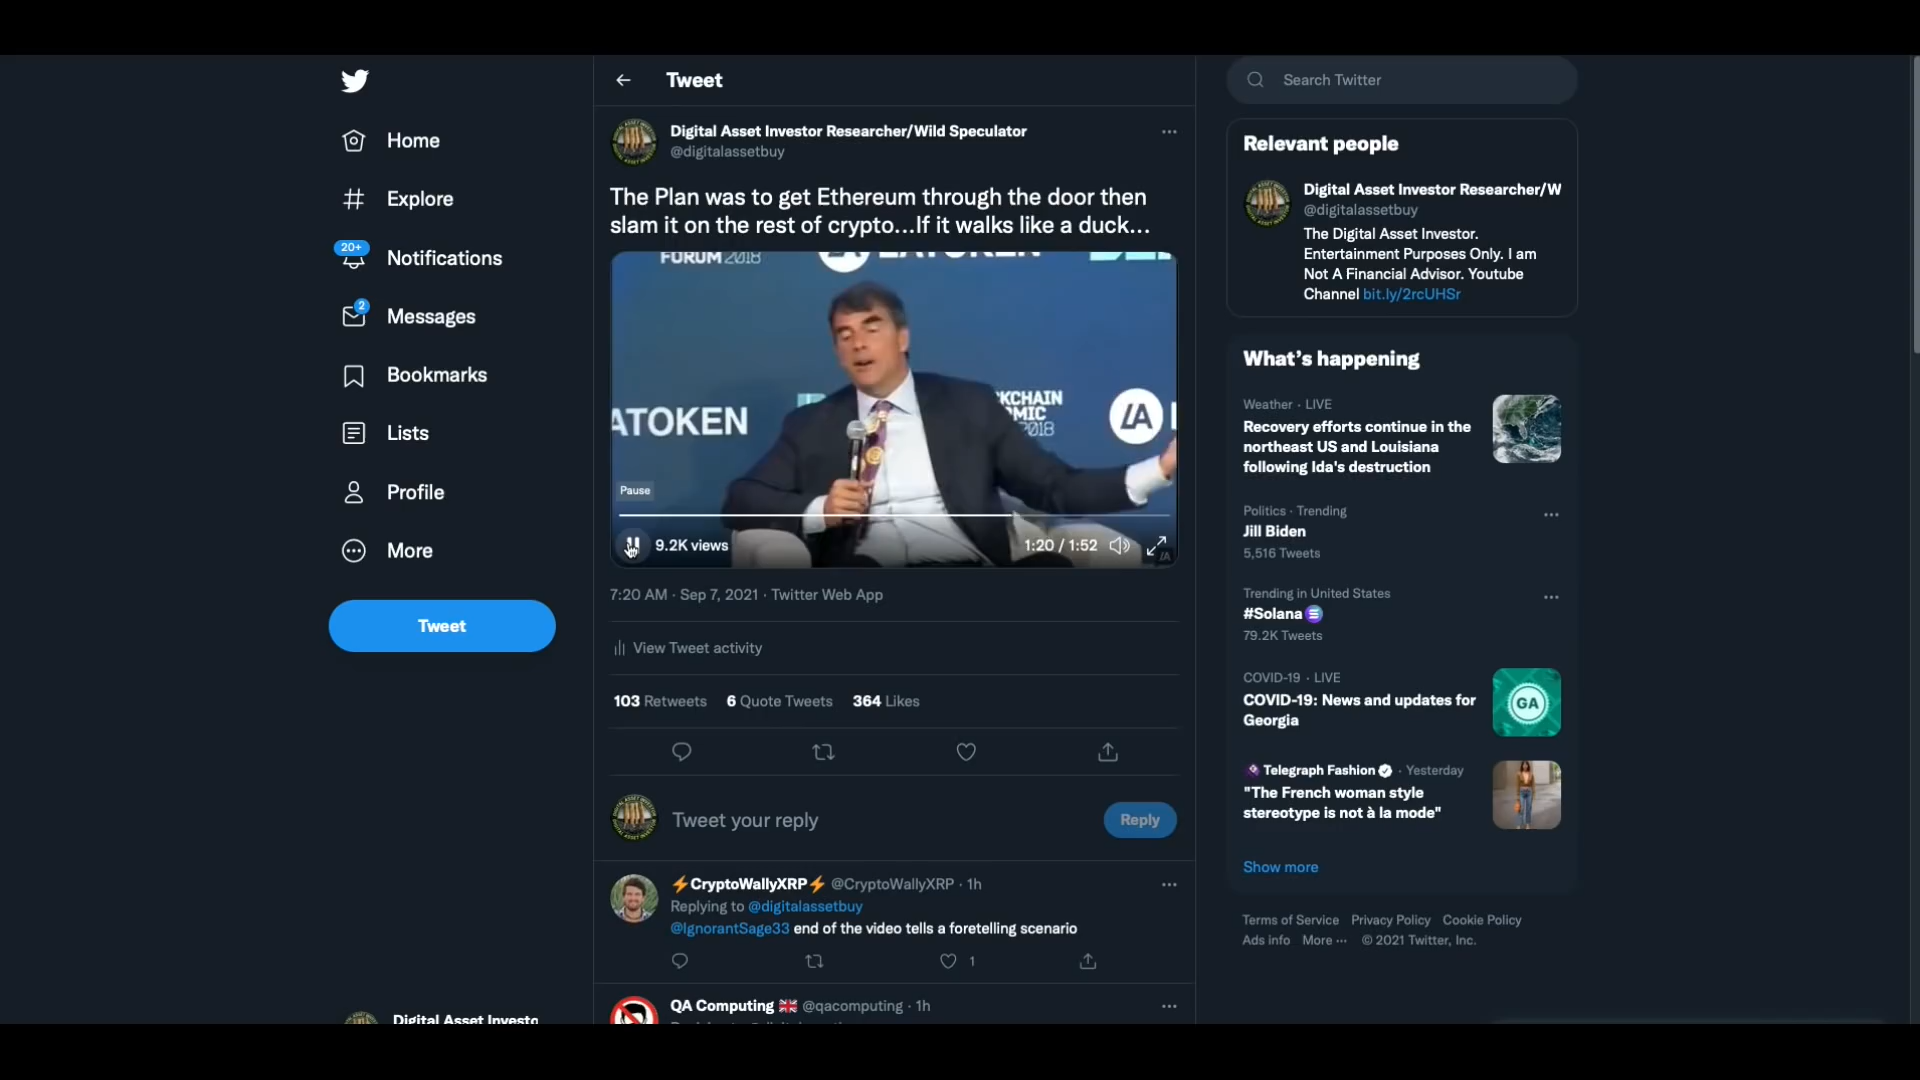 Home
Explore
20+
Notifications
2
Messages
Bookmarks
Lists
Profile
More
Tweet
Digital Asset Investo
Tweet
Digital Asset Investor Researcher/Wild Speculator
@digitalassetbuy
The Plan was to get Ethereum through the door then
slam it on the rest of crypto...If it walks like a duck...
FORUM 2018
LATOKEN
ATOKEN
KCHAIN
OMIC
2018
LA
Pause
9.2K views
1:20 / 1:52
7:20 AM · Sep 7, 2021 · Twitter Web App
View Tweet activity
103 Retweets 6 Quote Tweets 364 Likes
Tweet your reply
Reply
⚡CryptoWallyXRP⚡ @CryptoWallyXRP · 1h
Replying to @digitalassetbuy
@IgnorantSage33 end of the video tells a foretelling scenario
1
QA Computing 🇬🇧 @qacomputing · 1h
Search Twitter
Relevant people
Digital Asset Investor Researcher/W
@digitalassetbuy
The Digital Asset Investor.
Entertainment Purposes Only. I am
Not A Financial Advisor. Youtube
Channel bit.ly/2rcUHSr
What's happening
Weather · LIVE
Recovery efforts continue in the
northeast US and Louisiana
following Ida's destruction
Politics · Trending
Jill Biden
5,516 Tweets
Trending in United States
#Solana
79.2K Tweets
COVID-19 · LIVE
COVID-19: News and updates for
Georgia
GA
Telegraph Fashion · Yesterday
"The French woman style
stereotype is not à la mode"
Show more
Terms of Service Privacy Policy Cookie Policy
Ads info More ··· © 2021 Twitter, Inc.